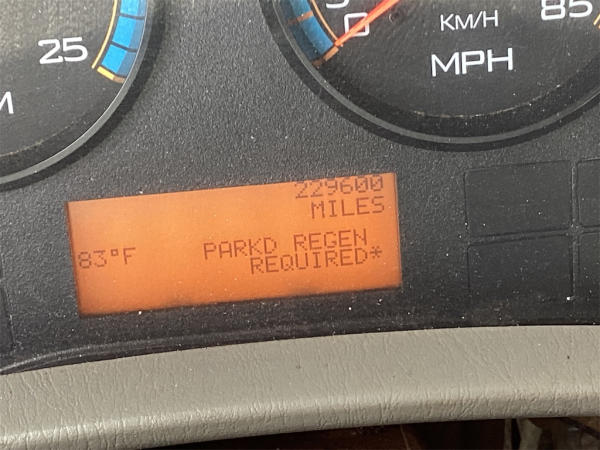 25
KM/H
85
MPH
229600
MILES
83°F
PARKD REGEN
REQUIRED*